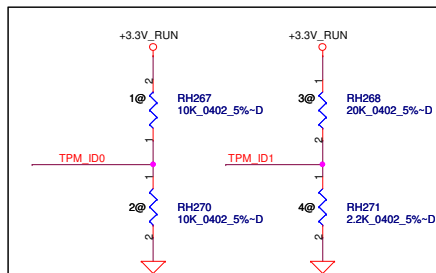 +3.3V_RUN +3.3V_RUN
2 1
1@ RH267 3@ RH268
10K_0402_5%~D 20K_0402_5%~D
1 2
TPM_ID0 TPM_ID1
1 1
2@ RH270 4@ RH271
10K_0402_5%~D 2.2K_0402_5%~D
2 2